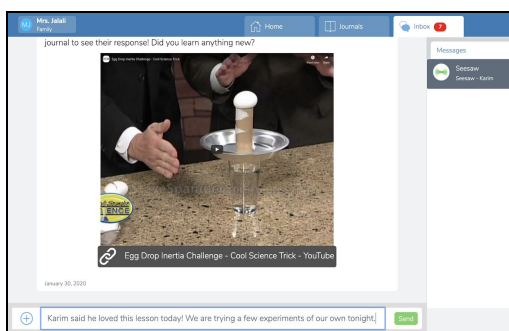 MJ Mrs. Jalali
Family
Home
Journals
Inbox 7
journal to see their response! Did you learn anything new?
Egg Drop Inertia Challenge - Cool Science Trick
SCIENCE
Egg Drop Inertia Challenge - Cool Science Trick - YouTube
January 30, 2020
Karim said he loved this lesson today! We are trying a few experiments of our own tonight.
Send
Messages
Seesaw
Seesaw - Karim